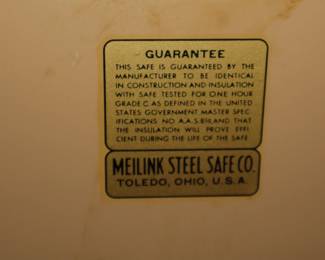 GUARANTEE
THIS SAFE IS GUARANTEED BY THE
MANUFACTURER TO BE IDENTICAL
IN CONSTRUCTION AND INSULATION
WITH SAFE TESTED FOR ONE HOUR
GRADE C AS DEFINED IN THE UNITED
STATES GOVERNMENT MASTER SPEC-
IFICATIONS NO A.A.S. AND THAT
THE INSULATION WILL PROVE EFFI-
CIENT DURING THE LIFE OF THE SAFE
MEILINK STEEL SAFE CO.
TOLEDO, OHIO, U.S.A.